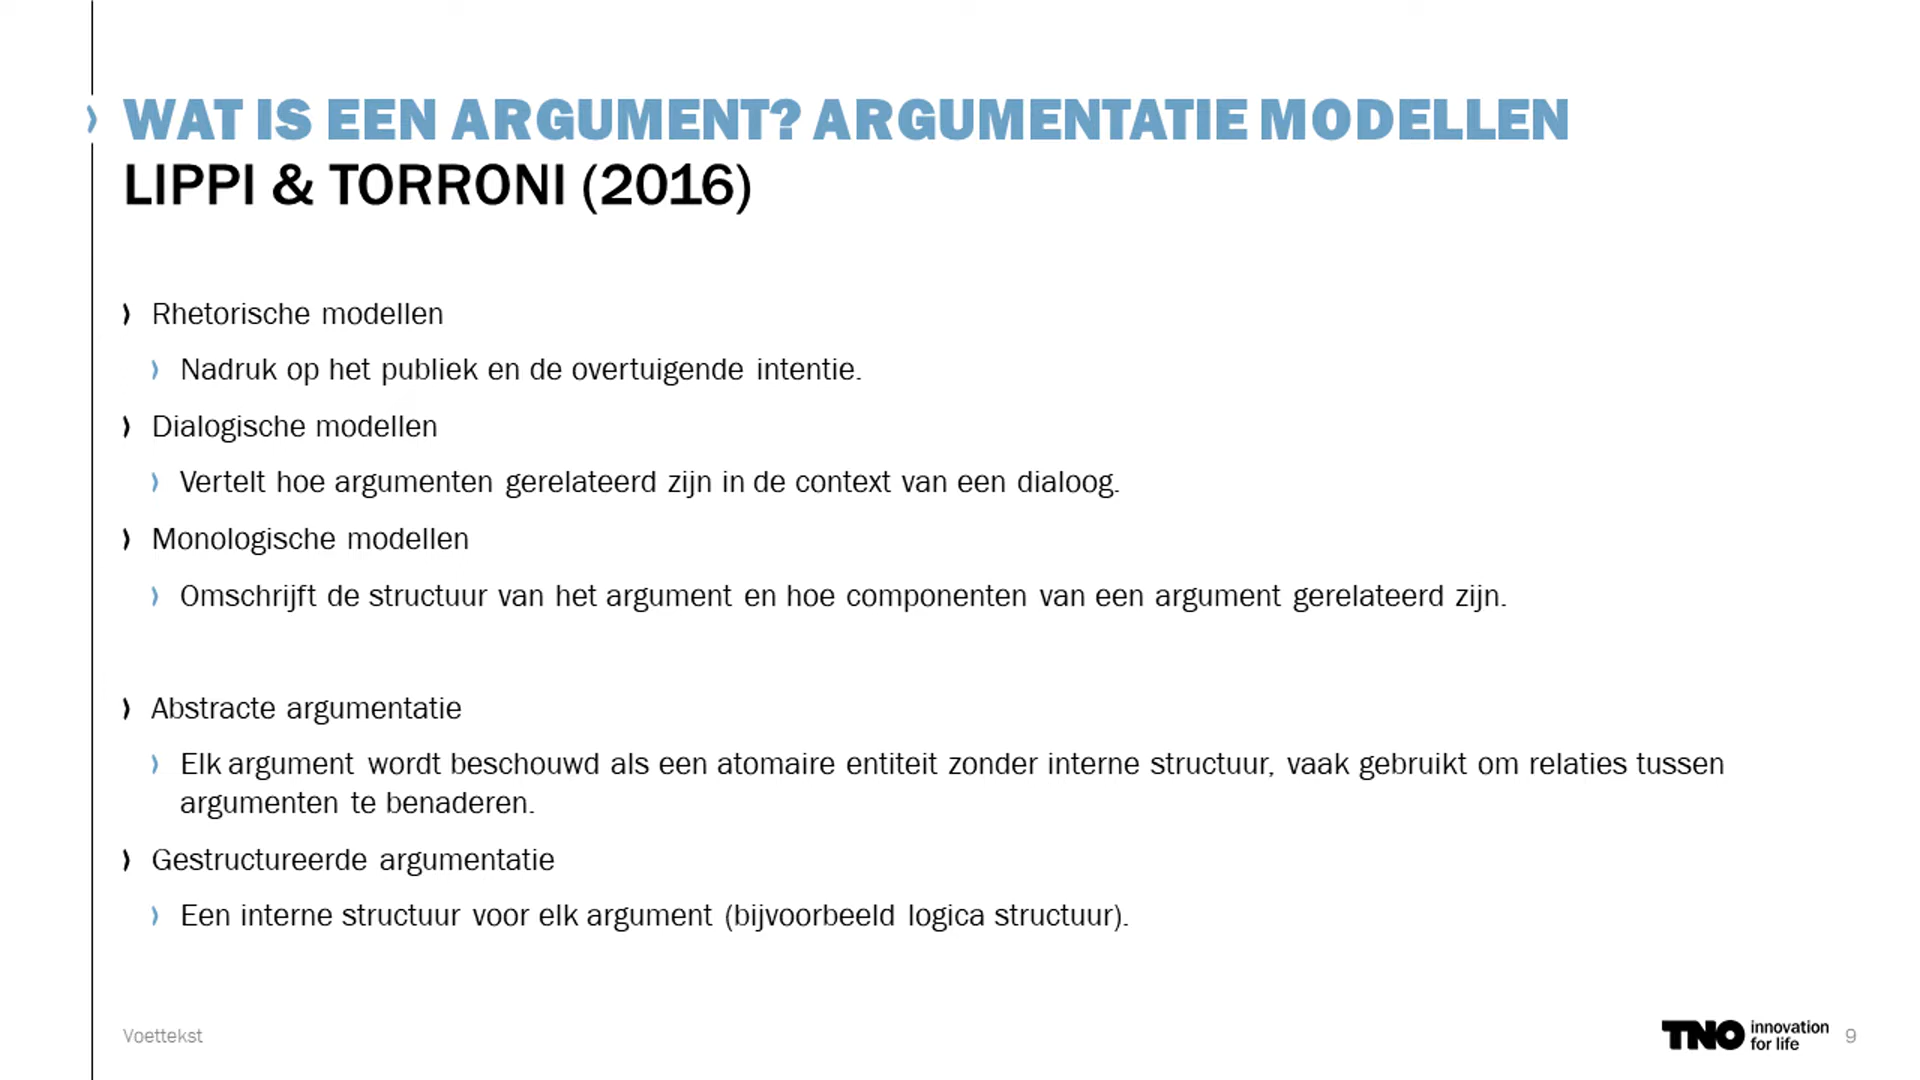 WAT IS EEN ARGUMENT? ARGUMENTATIE MODELLEN
LIPPI & TORRONI (2016)
Rhetorische modellen
Nadruk op het publiek en de overtuigende intentie.
Dialogische modellen
Vertelt hoe argumenten gerelateerd zijn in de context van een dialoog.
Monologische modellen
Omschrijft de structuur van het argument en hoe componenten van een argument gerelateerd zijn.
Abstracte argumentatie
Elk argument wordt beschouwd als een atomaire entiteit zonder interne structuur, vaak gebruikt om relaties tussen
argumenten te benaderen.
Gestructureerde argumentatie
Een interne structuur voor elk argument (bijvoorbeeld logica structuur).
Voettekst
TNO innovation
for life
9